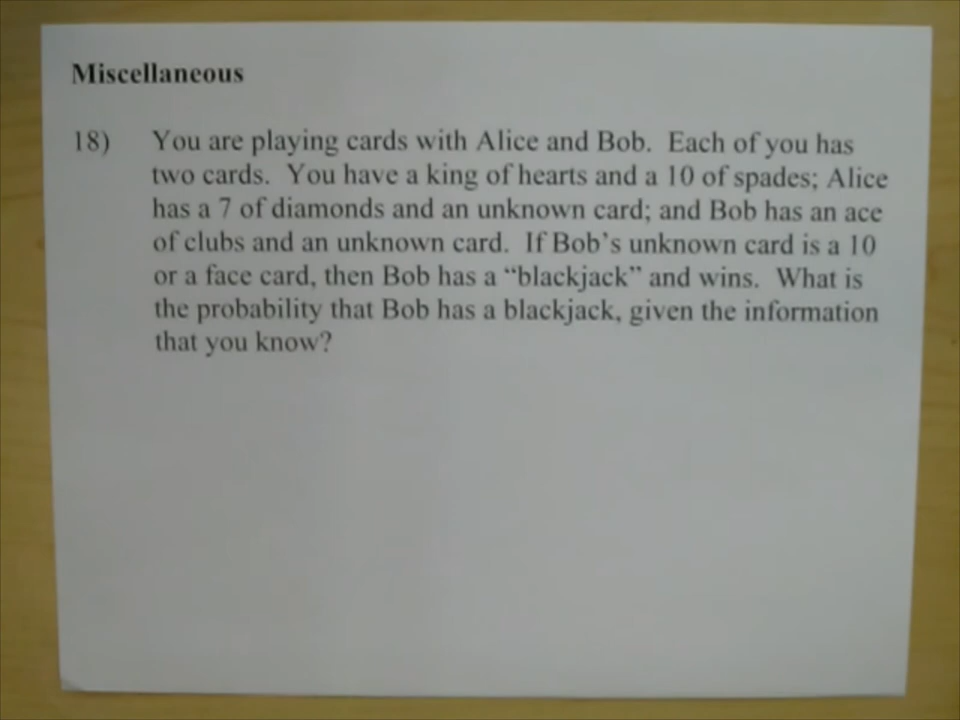 Miscellaneous
18) You are playing cards with Alice and Bob. Each of you has
two cards. You have a king of hearts and a 10 of spades; Alice
has a 7 of diamonds and an unknown card; and Bob has an ace
of clubs and an unknown card. If Bob's unknown card is a 10
or a face card, then Bob has a “blackjack” and wins. What is
the probability that Bob has a blackjack, given the information
that you know?